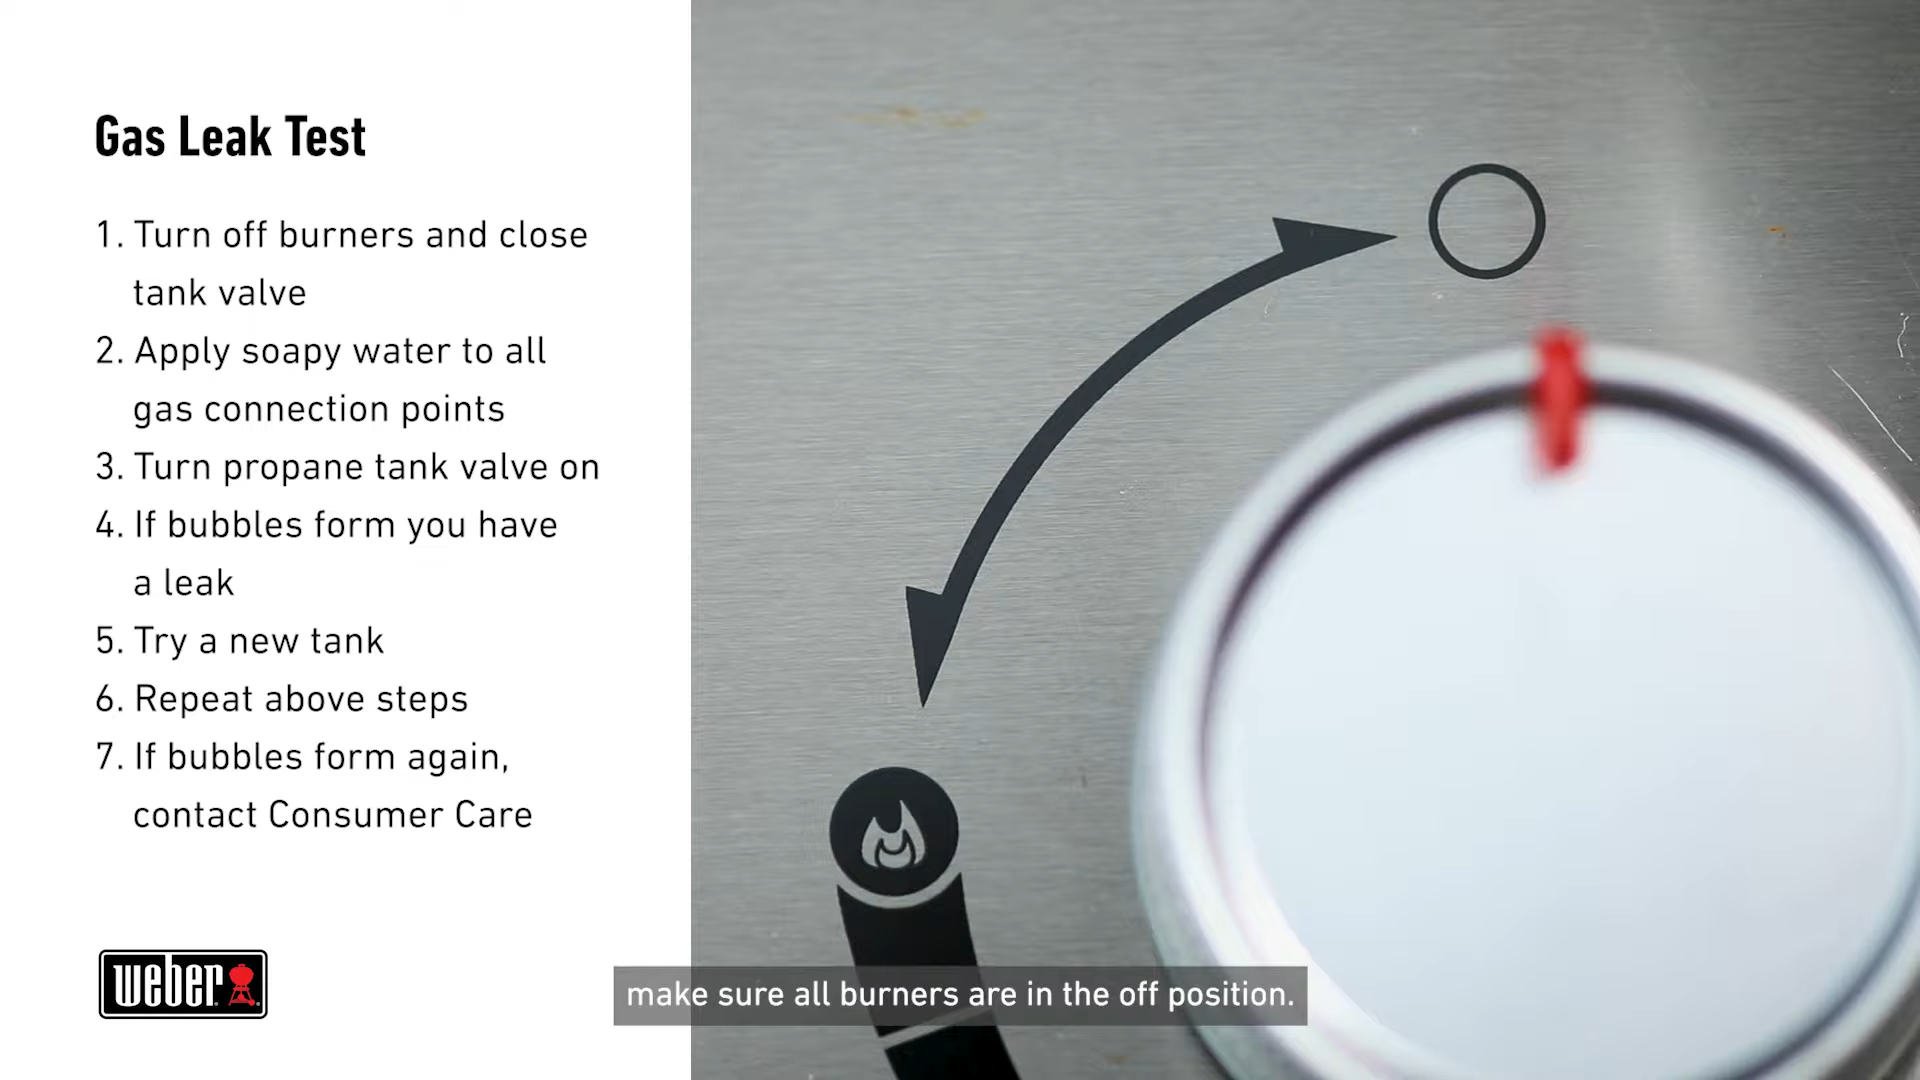 Gas Leak Test
1. Turn off burners and close
tank valve
2. Apply soapy water to all
gas connection points
3. Turn propane tank valve on
4. If bubbles form you have
a leak
5. Try a new tank
6. Repeat above steps
7. If bubbles form again,
contact Consumer Care
weber
make sure all burners are in the off position.